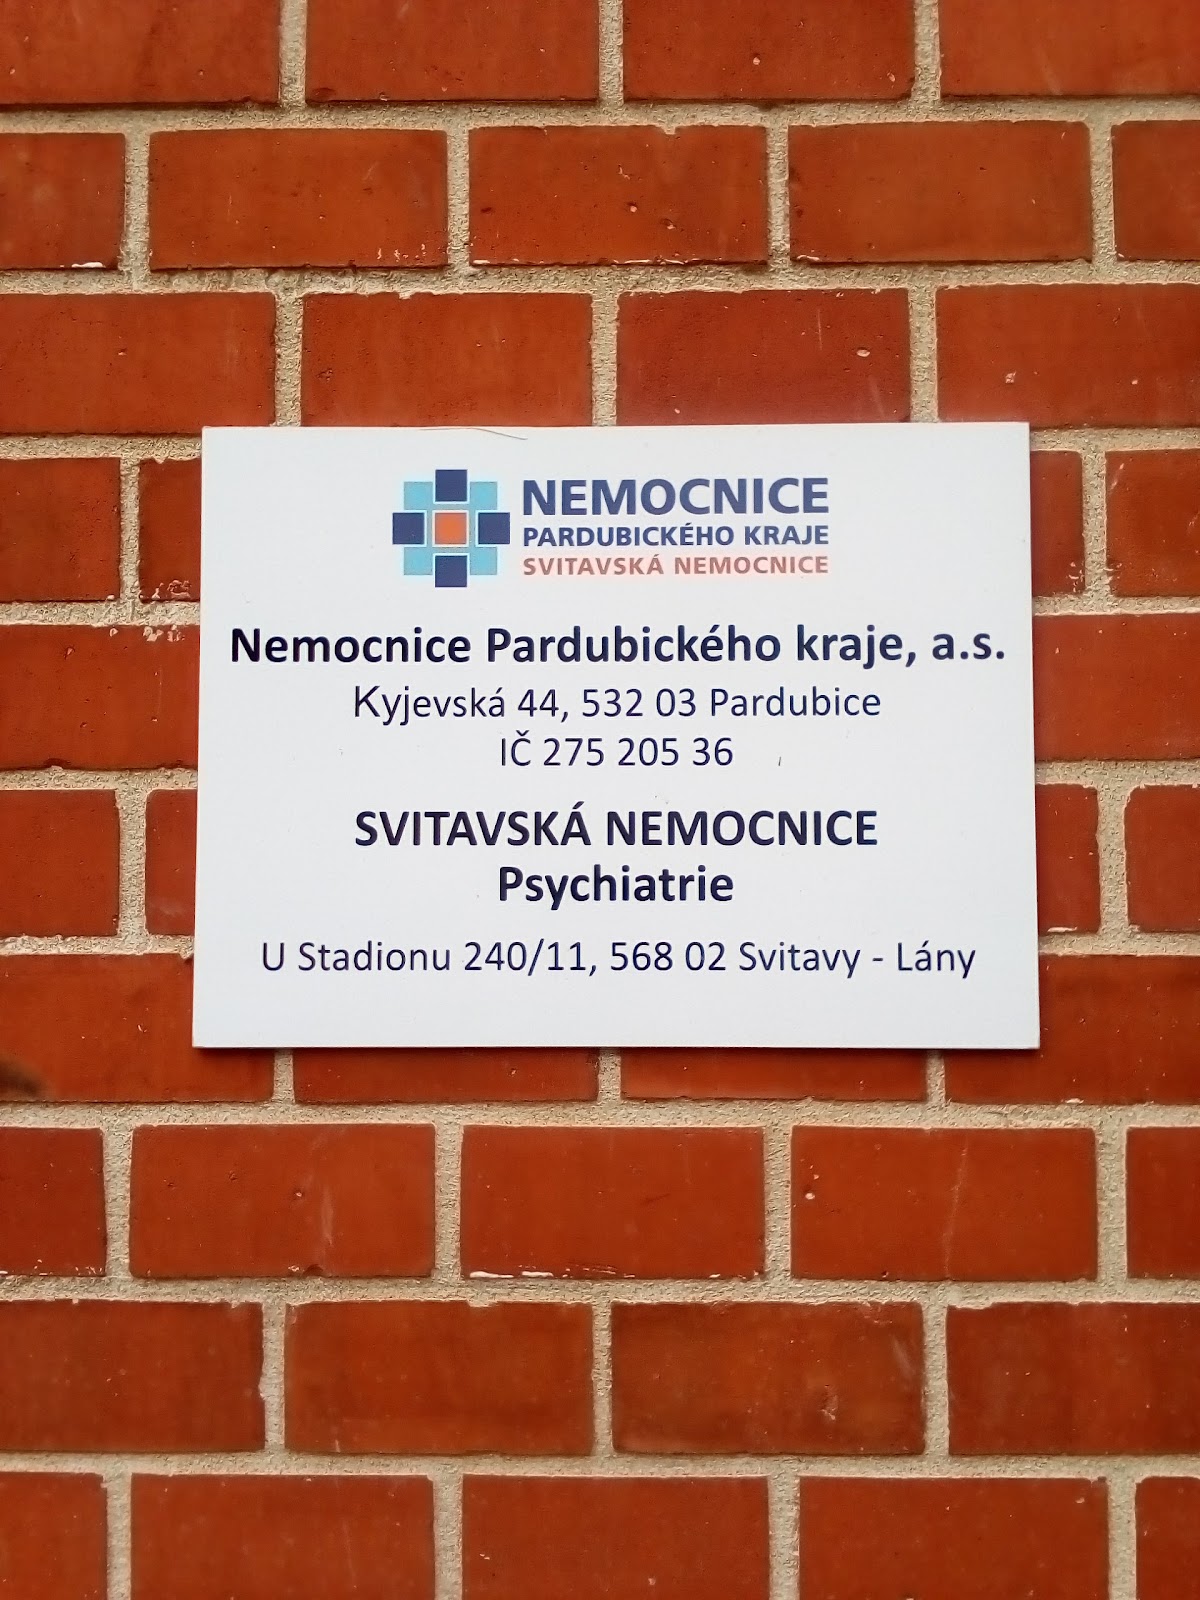 NEMOCNICE
PARDUBICKÉHO KRAJE
SVITAVSKÁ NEMOCNICE
Nemocnice Pardubického kraje, a.s.
Kyjevská 44, 532 03 Pardubice
IČ 275 205 36
SVITAVSKÁ NEMOCNICE
Psychiatrie
U Stadionu 240/11, 568 02 Svitavy - Lány